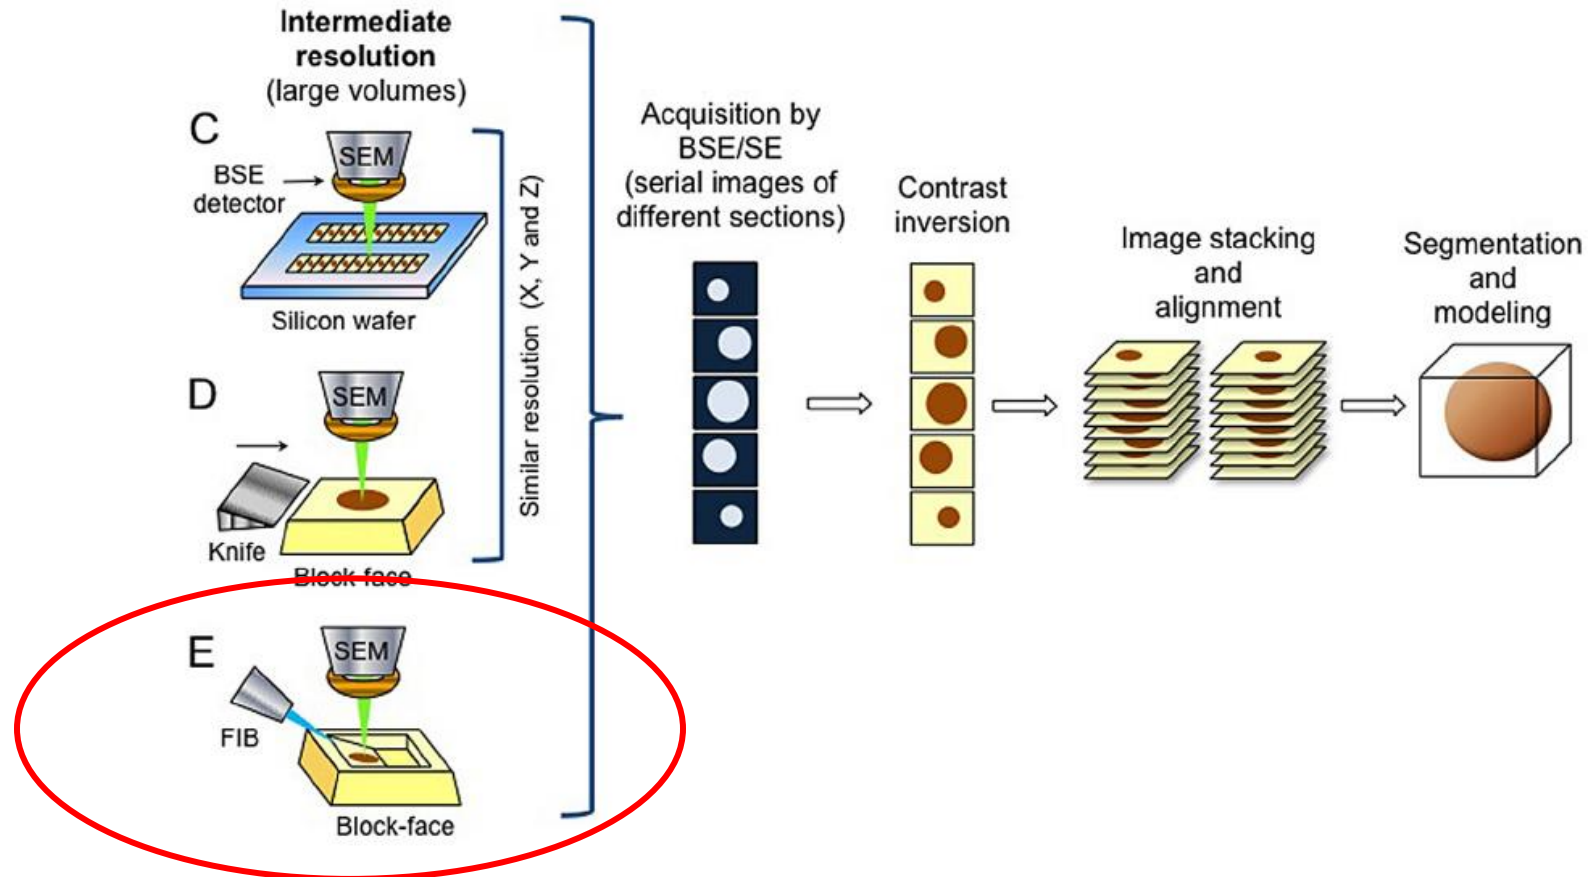 Intermediate
resolution
(large volumes)
C
SEM
BSE
detector
Silicon wafer
D
SEM
Knife
Block-face
Similar resolution (X, Y and Z)
E
SEM
FIB
Block-face
Acquisition by
BSE/SE
(serial images of
different sections)
Contrast
inversion
Image stacking
and
alignment
Segmentation
and
modeling